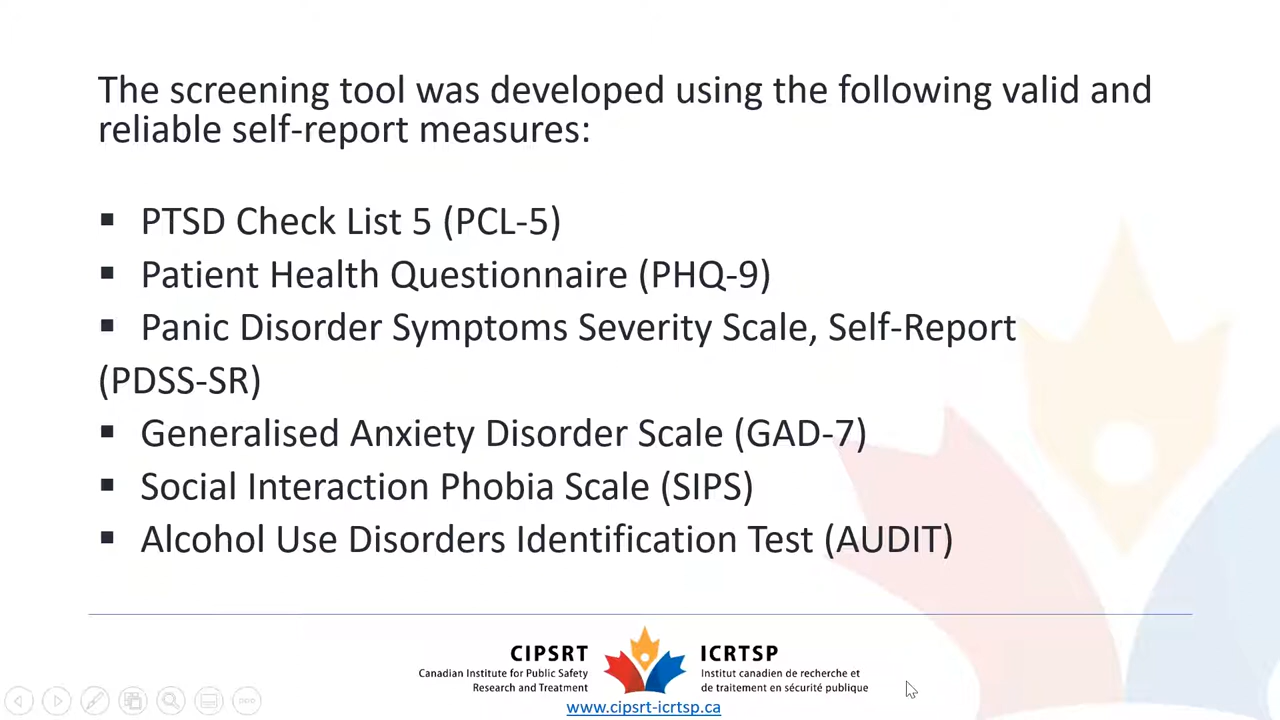 The screening tool was developed using the following valid and
reliable self-report measures:
▪ PTSD Check List 5 (PCL-5)
▪ Patient Health Questionnaire (PHQ-9)
▪ Panic Disorder Symptoms Severity Scale, Self-Report
(PDSS-SR)
▪ Generalised Anxiety Disorder Scale (GAD-7)
▪ Social Interaction Phobia Scale (SIPS)
▪ Alcohol Use Disorders Identification Test (AUDIT)
CIPSRT
Canadian Institute for Public Safety
Research and Treatment
ICRTSP
Institut canadien de recherche et
de traitement en sécurité publique
www.cipsrt-icrtsp.ca